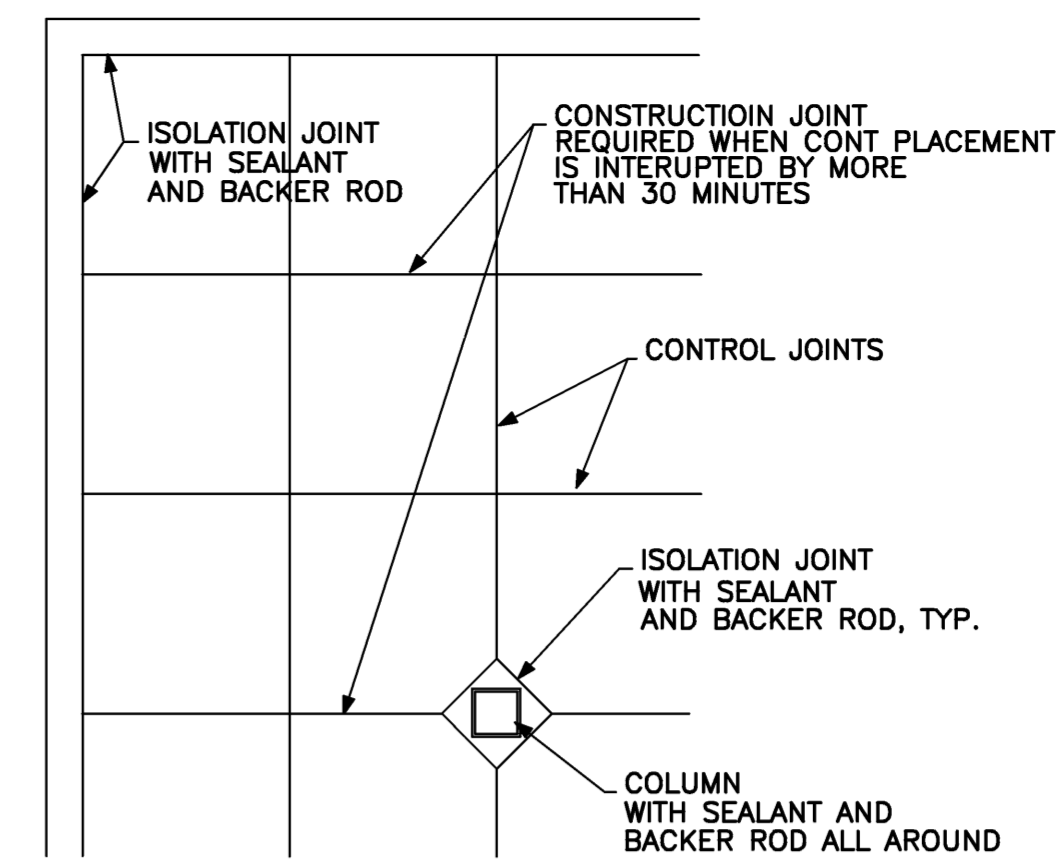 ISOLATION JOINT
WITH SEALANT
AND BACKER ROD
CONSTRUCTIOIN JOINT
REQUIRED WHEN CONT PLACEMENT
IS INTERUPTED BY MORE
THAN 30 MINUTES
CONTROL JOINTS
ISOLATION JOINT
WITH SEALANT
AND BACKER ROD, TYP.
COLUMN
WITH SEALANT AND
BACKER ROD ALL AROUND